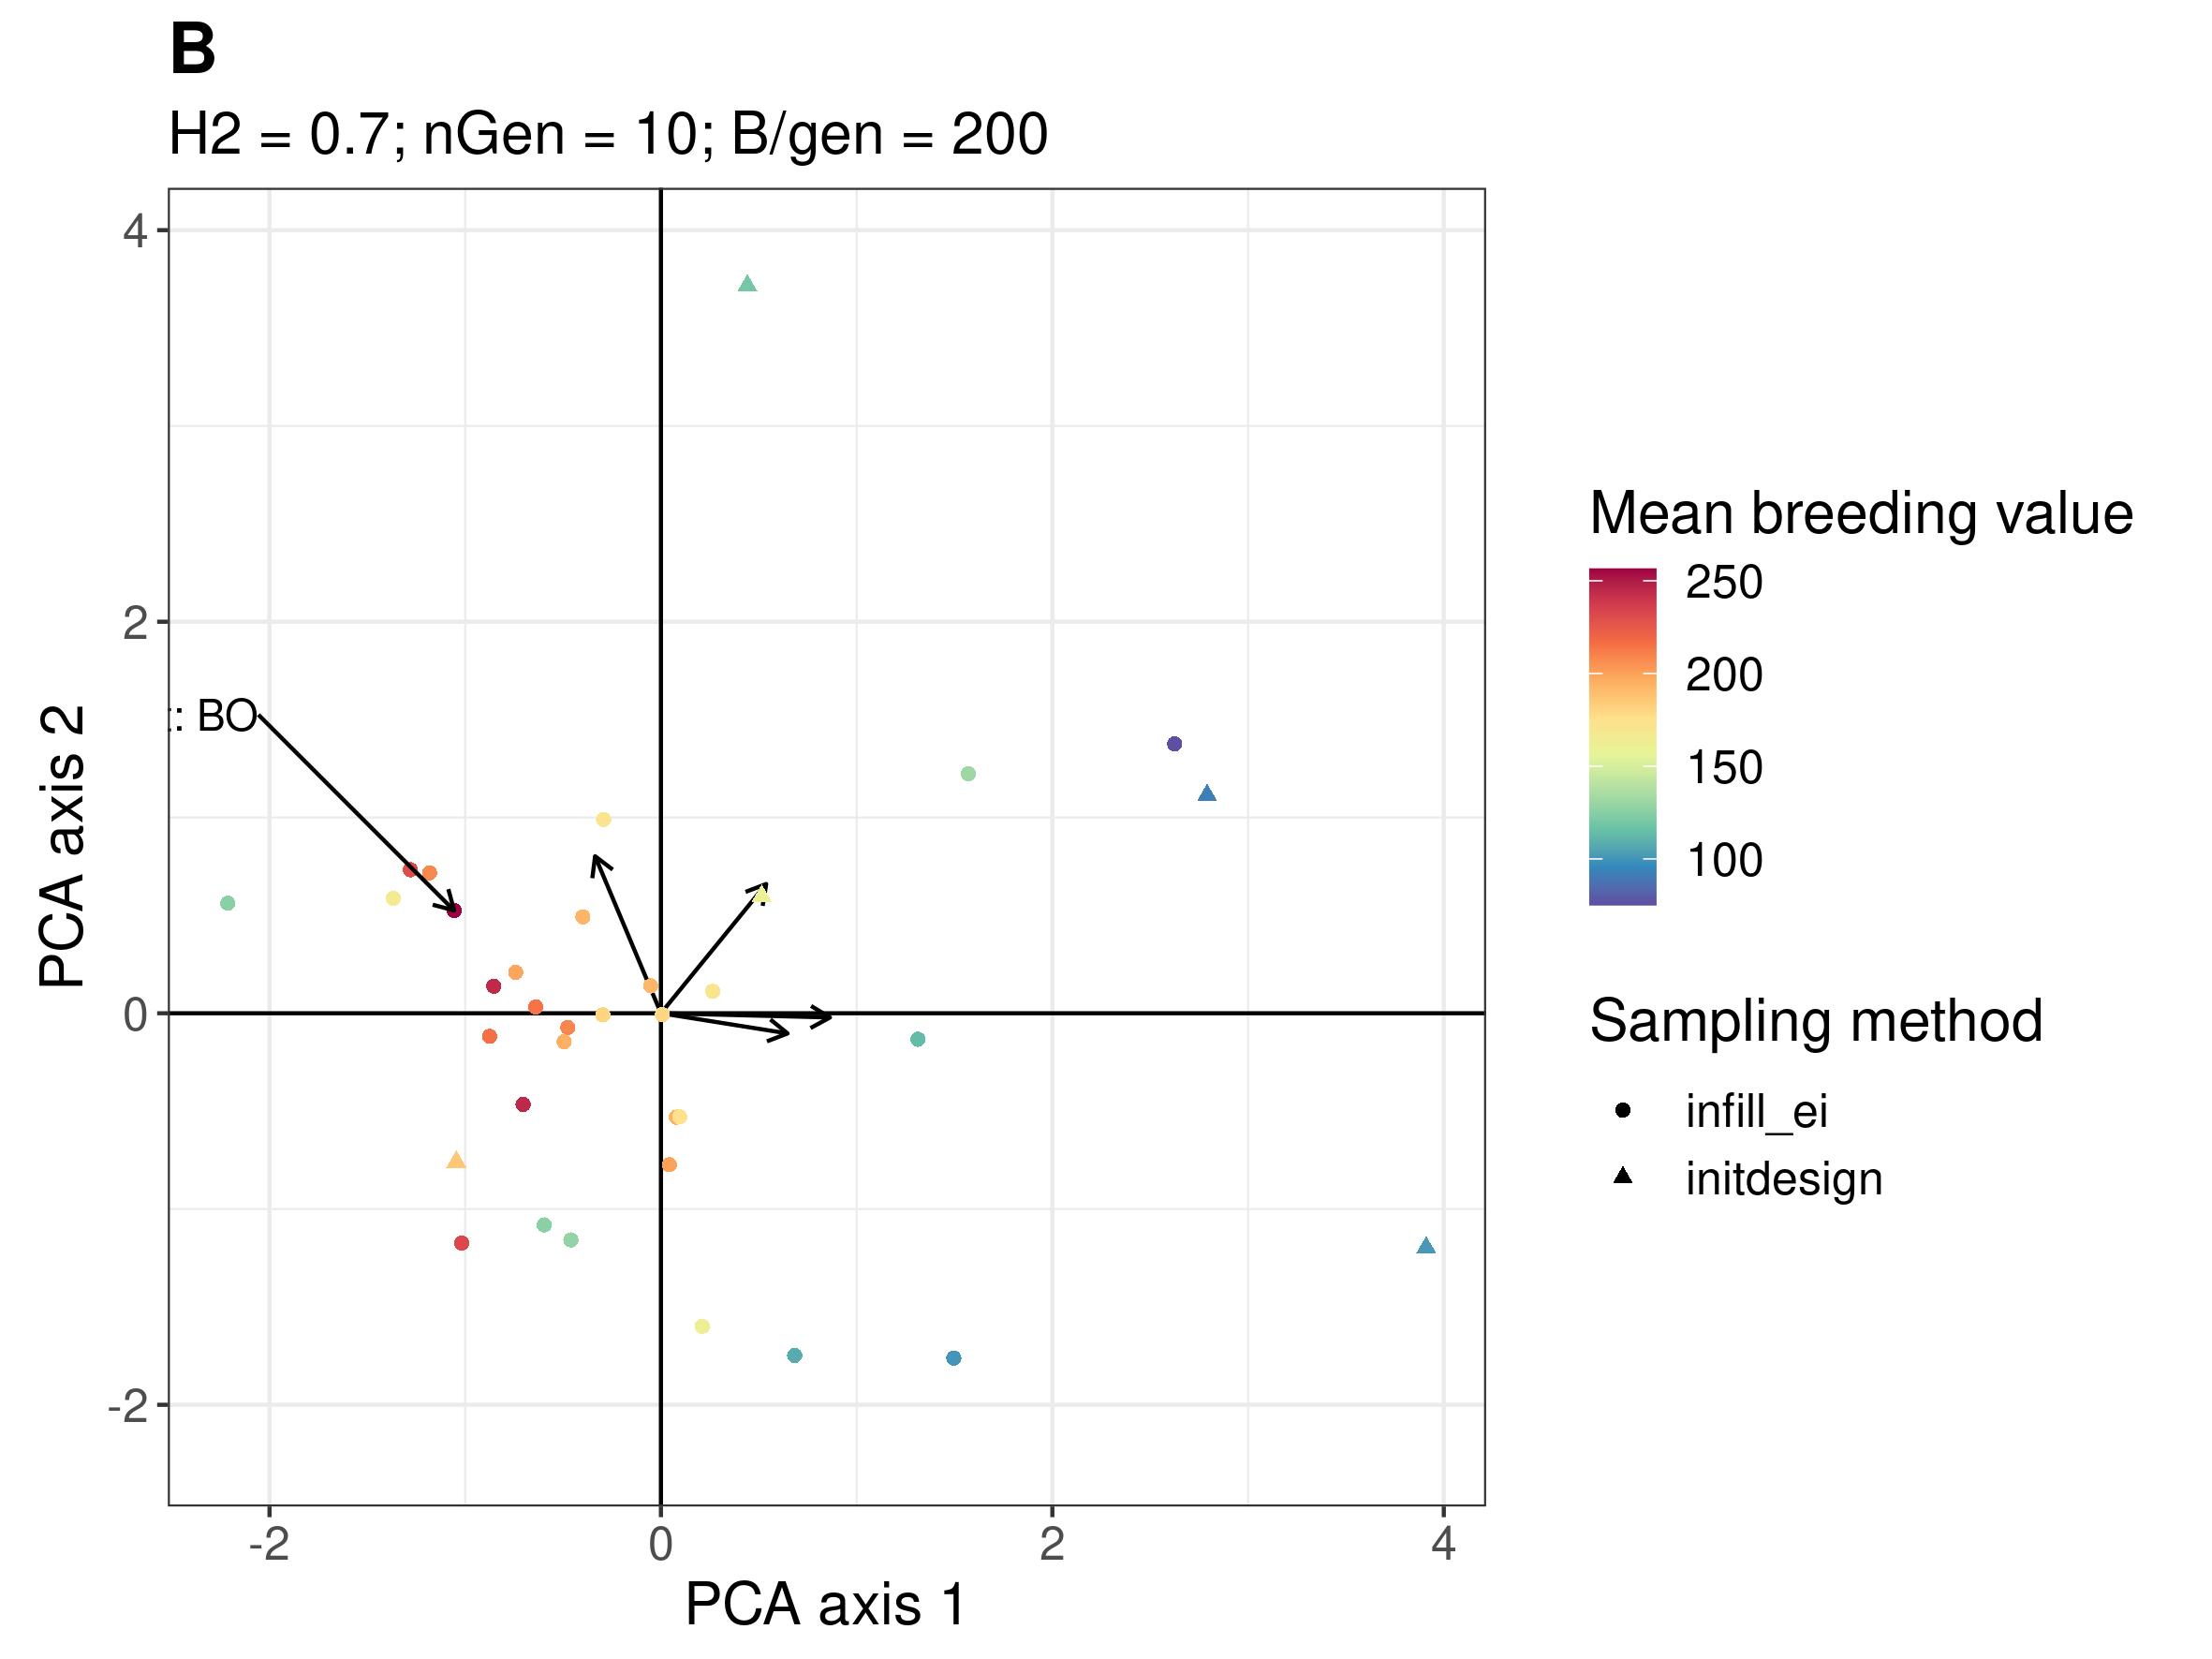 B
H2 = 0.7; nGen = 10; B/gen = 200
4
2
0
-2
PCA axis 2
: BO
-2
0
2
4
PCA axis 1
Mean breeding value
250
200
150
100
Sampling method
infill_ei
initdesign